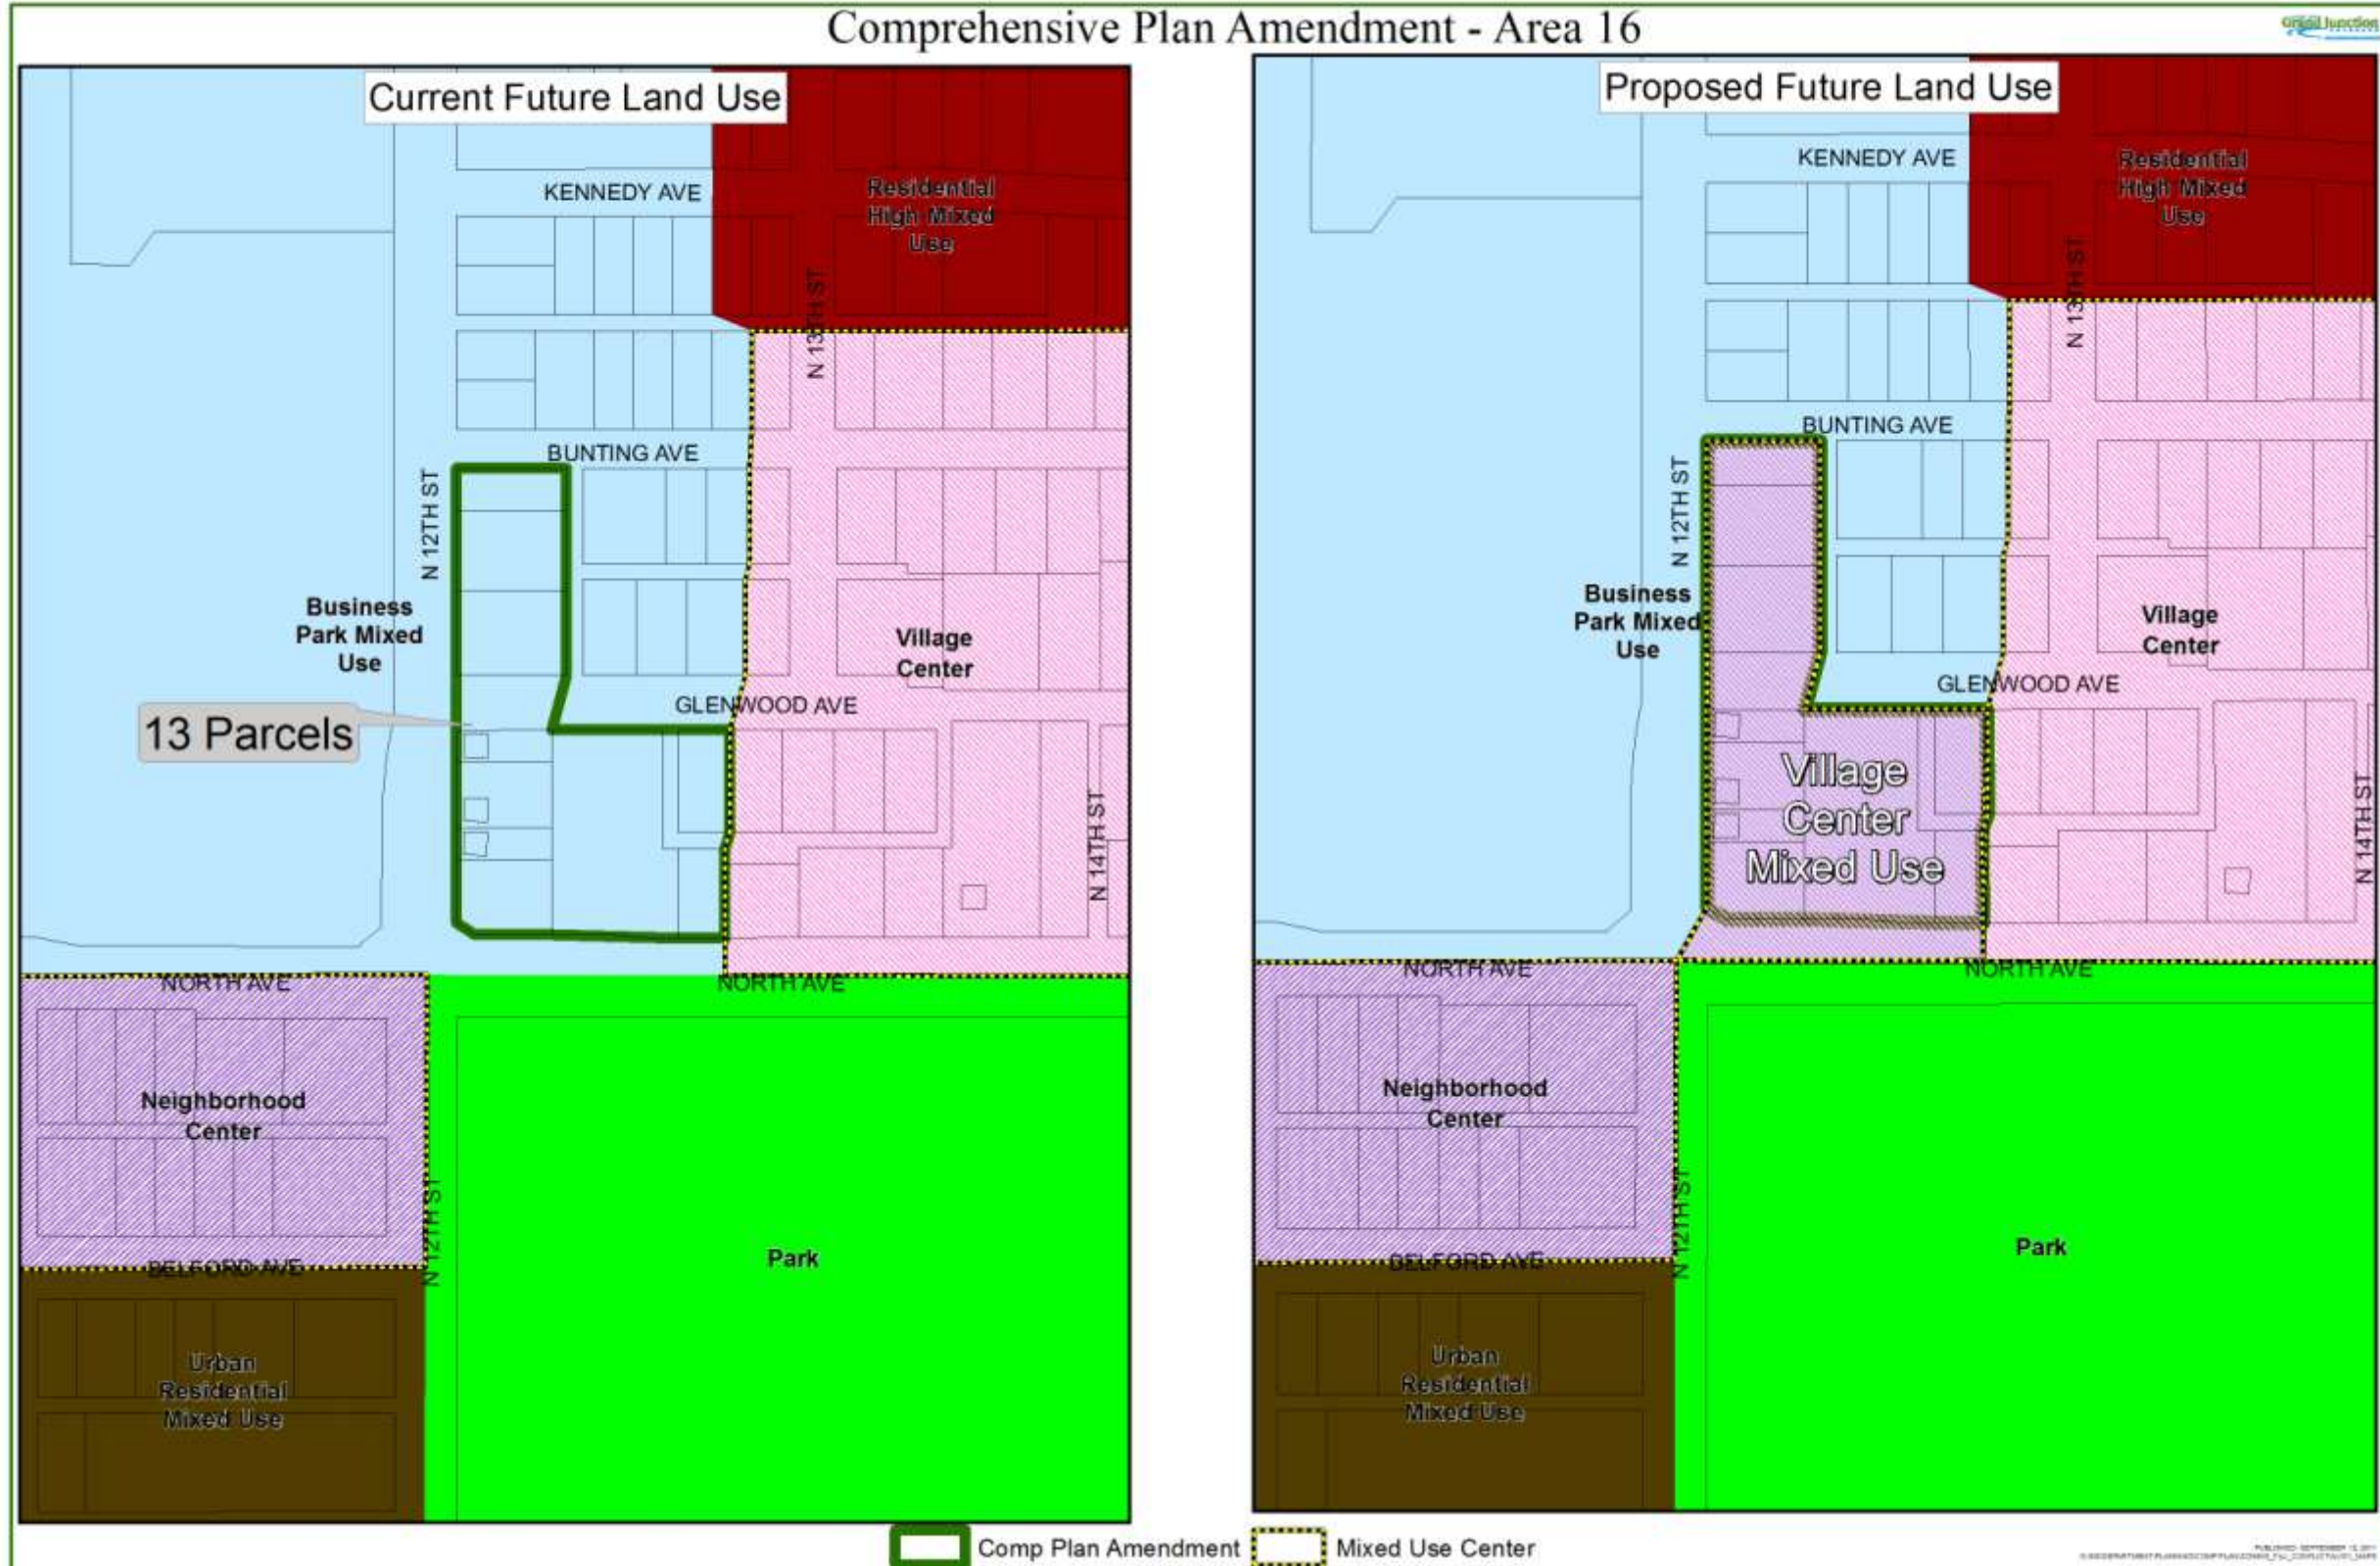 Comprehensive Plan Amendment - Area 16
Grand Junction
Current Future Land Use
KENNEDY AVE
Residential
High Mixed
Use
N 13TH ST
BUNTING AVE
N 12TH ST
Business
Park Mixed
Use
Village
Center
GLENWOOD AVE
13 Parcels
N 14TH ST
NORTH AVE
NORTH AVE
Neighborhood
Center
N 12TH ST
Park
BELFORD AVE
Urban
Residential
Mixed Use
Proposed Future Land Use
KENNEDY AVE
Residential
High Mixed
Use
N 13TH ST
BUNTING AVE
N 12TH ST
Business
Park Mixed
Use
Village
Center
GLENWOOD AVE
Village
Center
Mixed Use
N 14TH ST
NORTH AVE
NORTH AVE
Neighborhood
Center
N 12TH ST
Park
BELFORD AVE
Urban
Residential
Mixed Use
Comp Plan Amendment
Mixed Use Center